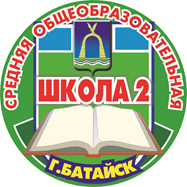 СРЕДНЯЯ ОБЩЕОБРАЗОВАТЕЛЬНАЯ
ШКОЛА 2
Г.БАТАЙСК